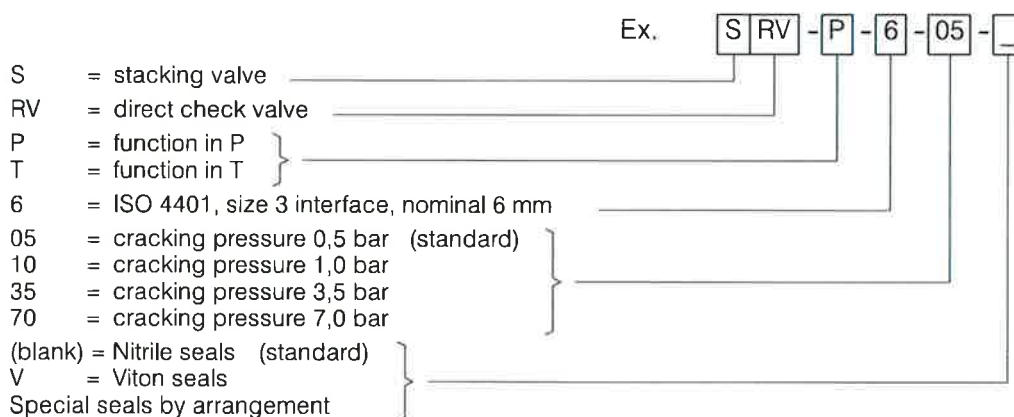 Ex. S RV - P - 6 - 05 - _
S = stacking valve
RV = direct check valve
P = function in P
T = function in T
6 = ISO 4401, size 3 interface, nominal 6 mm
05 = cracking pressure 0,5 bar (standard)
10 = cracking pressure 1,0 bar
35 = cracking pressure 3,5 bar
70 = cracking pressure 7,0 bar
(blank) = Nitrile seals (standard)
V = Viton seals
Special seals by arrangement